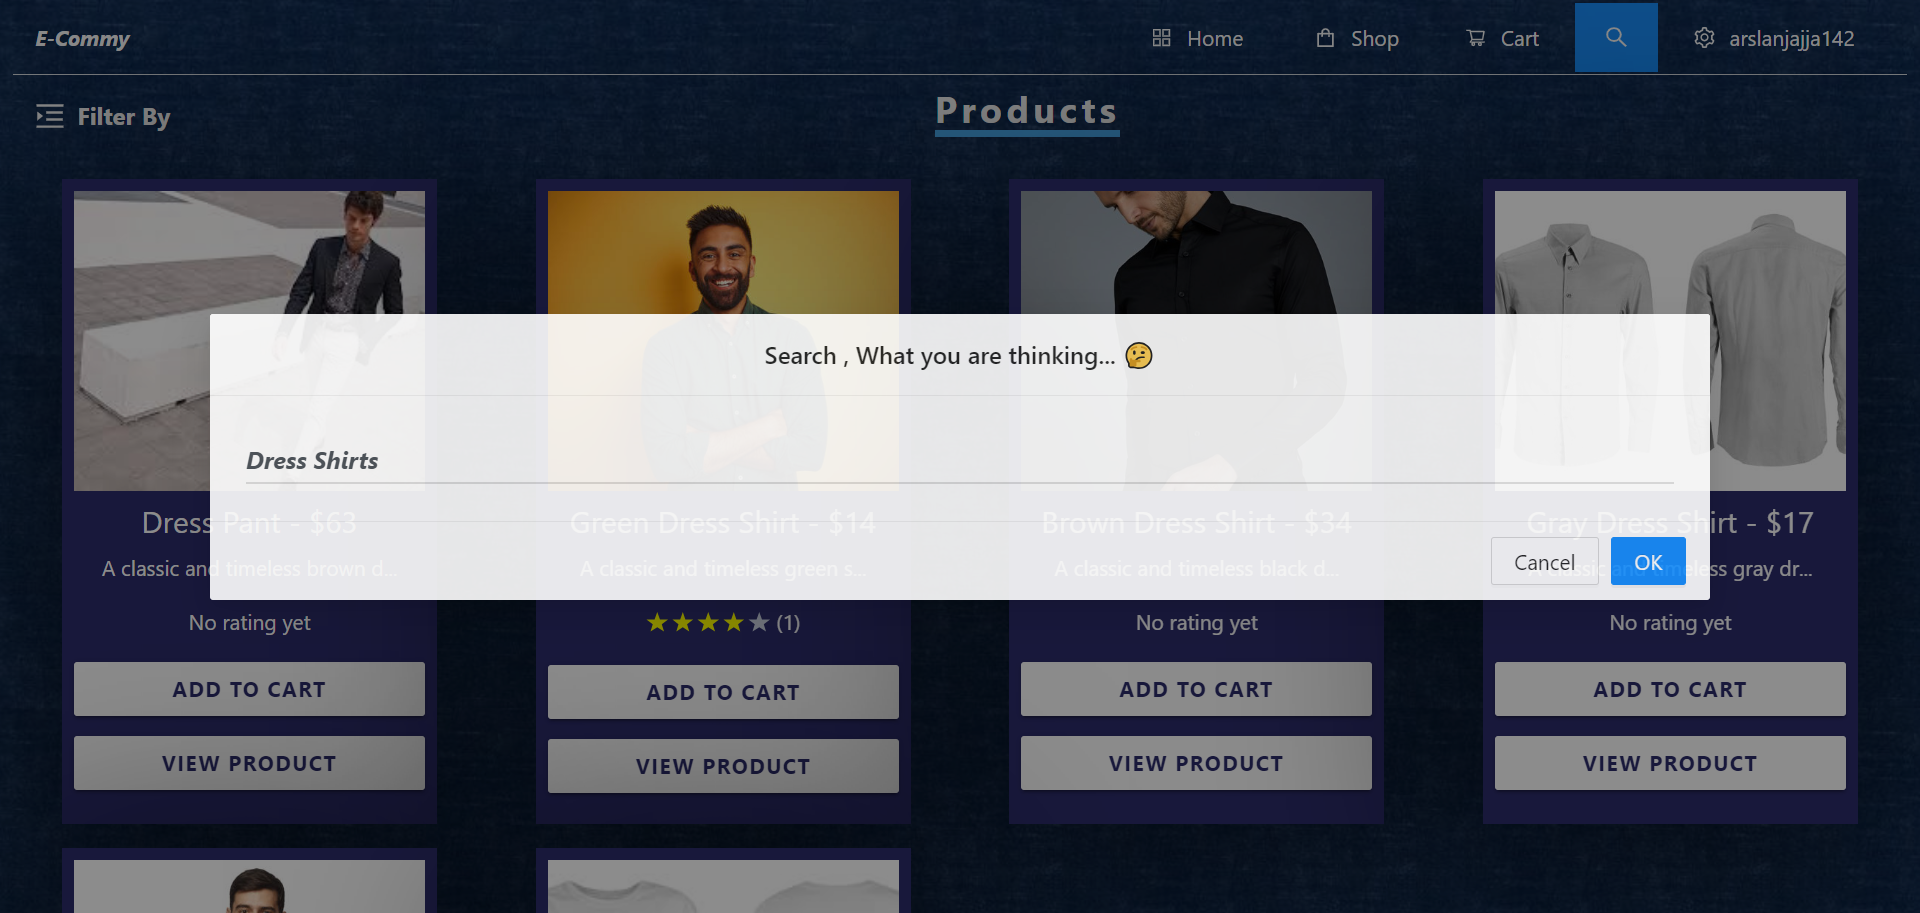 E-Commy
Home
Shop
Cart
arslanjajja142
Filter By
Products
Search , What you are thinking... 🤔
Dress Shirts
Dress Pant - $63
Green Dress Shirt - $14
Brown Dress Shirt - $34
Gray Dress Shirt - $17
Cancel
OK
A classic and timeless brown d...
A classic and timeless green s...
A classic and timeless black d...
A classic and timeless gray dr...
No rating yet
★★★★★ (1)
No rating yet
No rating yet
ADD TO CART
ADD TO CART
ADD TO CART
ADD TO CART
VIEW PRODUCT
VIEW PRODUCT
VIEW PRODUCT
VIEW PRODUCT